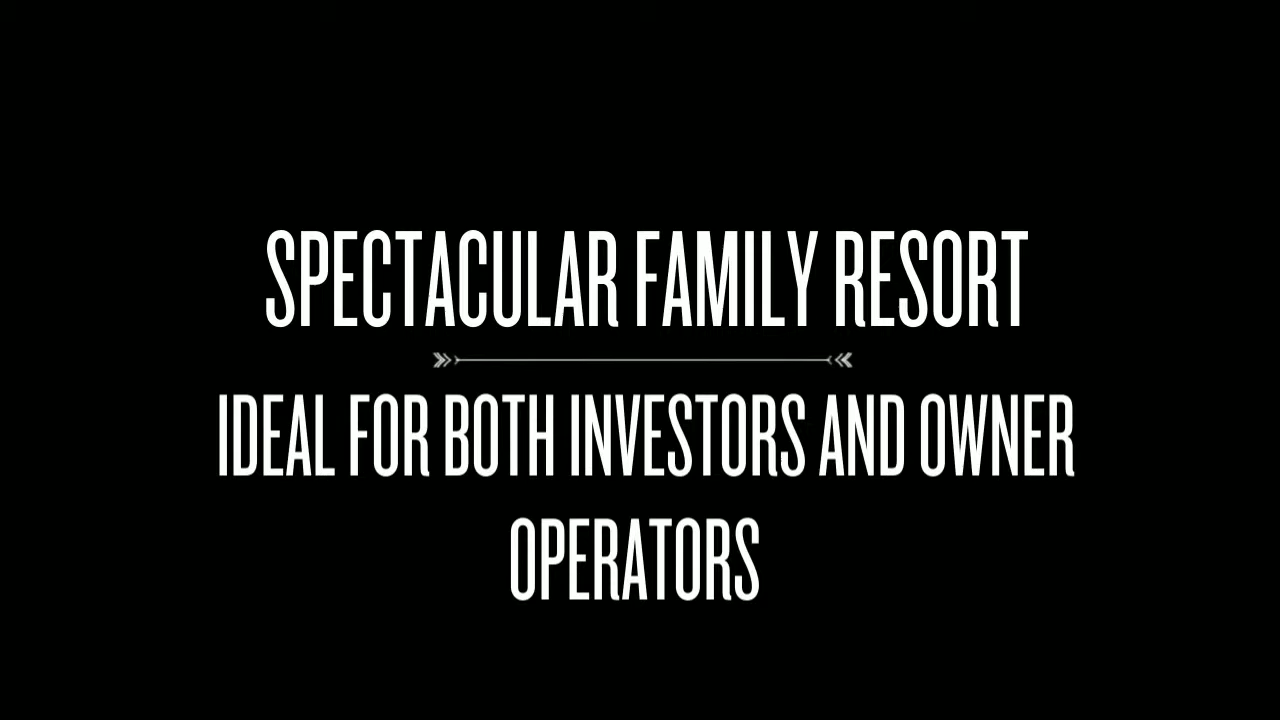 SPECTACULAR FAMILY RESORT
IDEAL FOR BOTH INVESTORS AND OWNER
OPERATORS